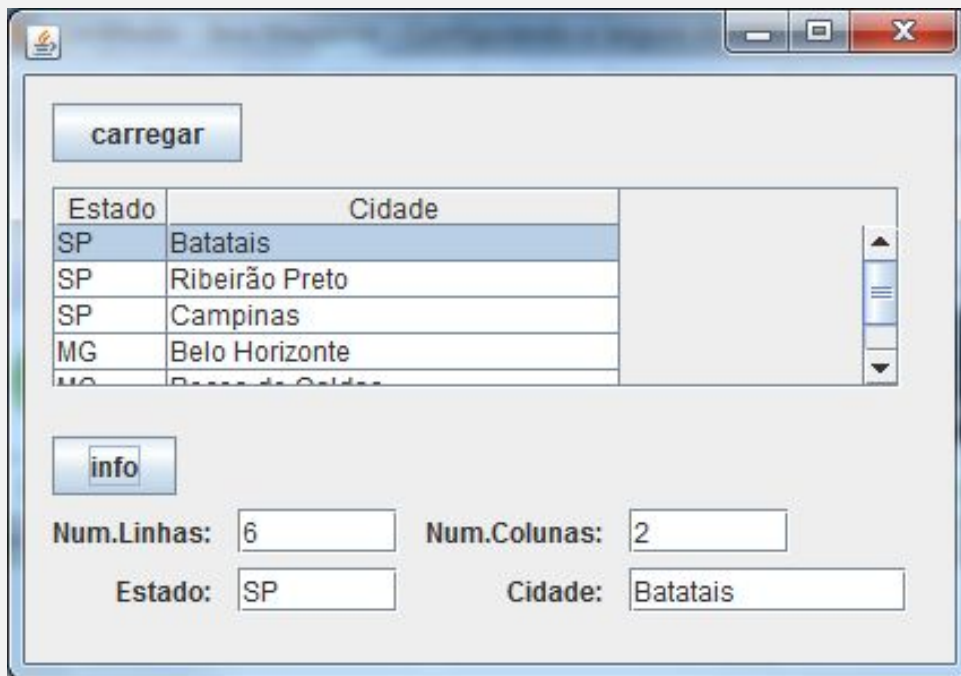 carregar
Estado Cidade
SP Batatais
SP Ribeirão Preto
SP Campinas
MG Belo Horizonte
info
Num.Linhas: 6 Num.Colunas: 2
Estado: SP Cidade: Batatais